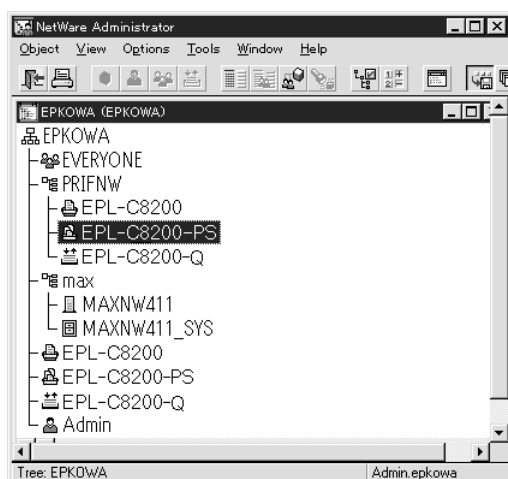 NetWare Administrator
Object View Options Tools Window Help
EPKOWA (EPKOWA)
EPKOWA
EVERYONE
PRIFNW
EPL-C8200
EPL-C8200-PS
EPL-C8200-Q
max
MAXNW411
MAXNW411_SYS
EPL-C8200
EPL-C8200-PS
EPL-C8200-Q
Admin
Tree: EPKOWA Admin.epkowa